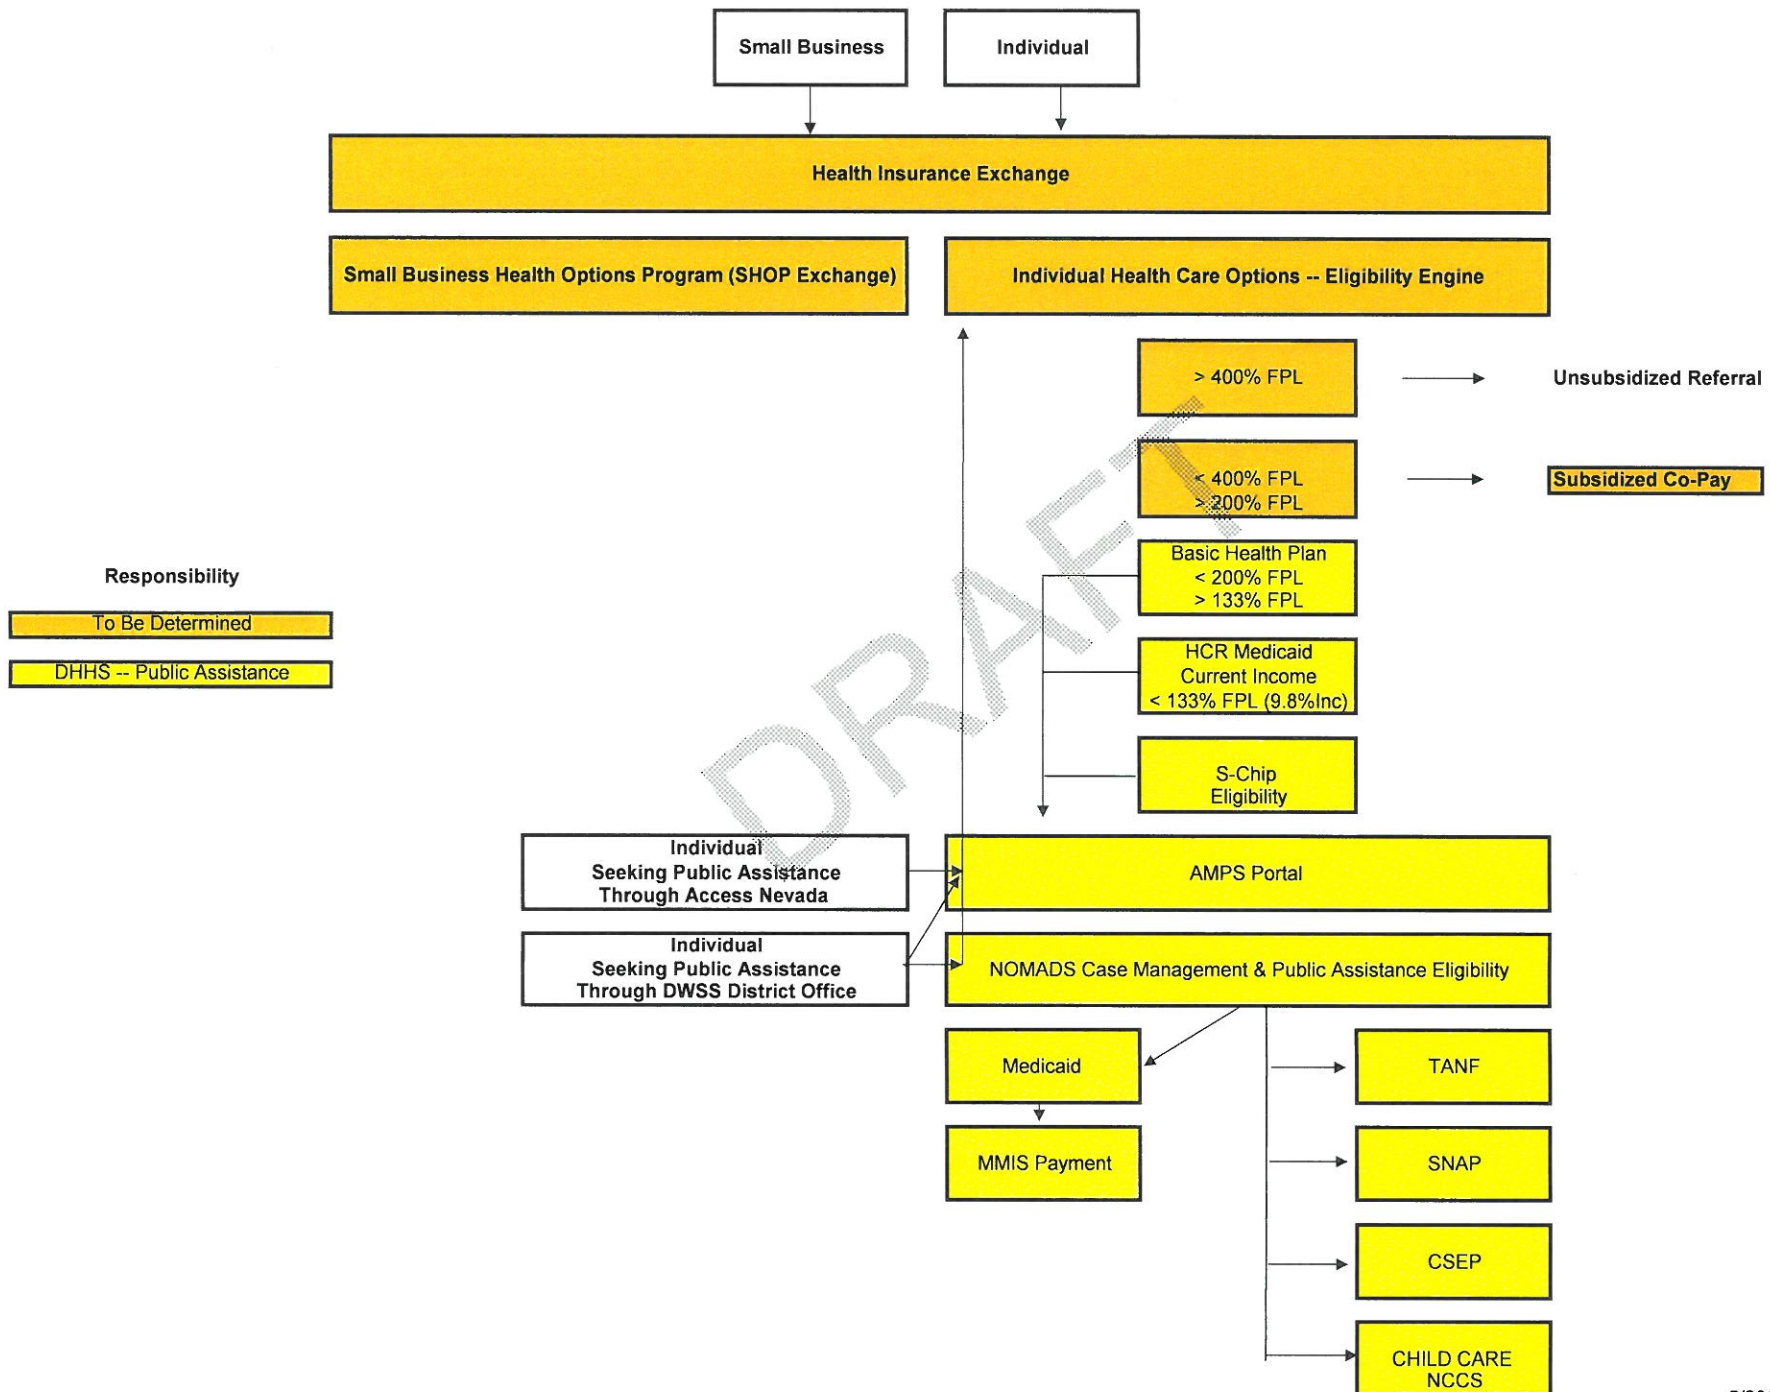 Small Business
Individual
Health Insurance Exchange
Small Business Health Options Program (SHOP Exchange)
Individual Health Care Options -- Eligibility Engine
> 400% FPL
Unsubsidized Referral
< 400% FPL
> 200% FPL
Subsidized Co-Pay
Basic Health Plan
< 200% FPL
> 133% FPL
Responsibility
To Be Determined
DHHS -- Public Assistance
HCR Medicaid
Current Income
< 133% FPL (9.8%Inc)
S-Chip
Eligibility
DRAFT
Individual
Seeking Public Assistance
Through Access Nevada
AMPS Portal
Individual
Seeking Public Assistance
Through DWSS District Office
NOMADS Case Management & Public Assistance Eligibility
Medicaid
TANF
MMIS Payment
SNAP
CSEP
CHILD CARE
NCCS